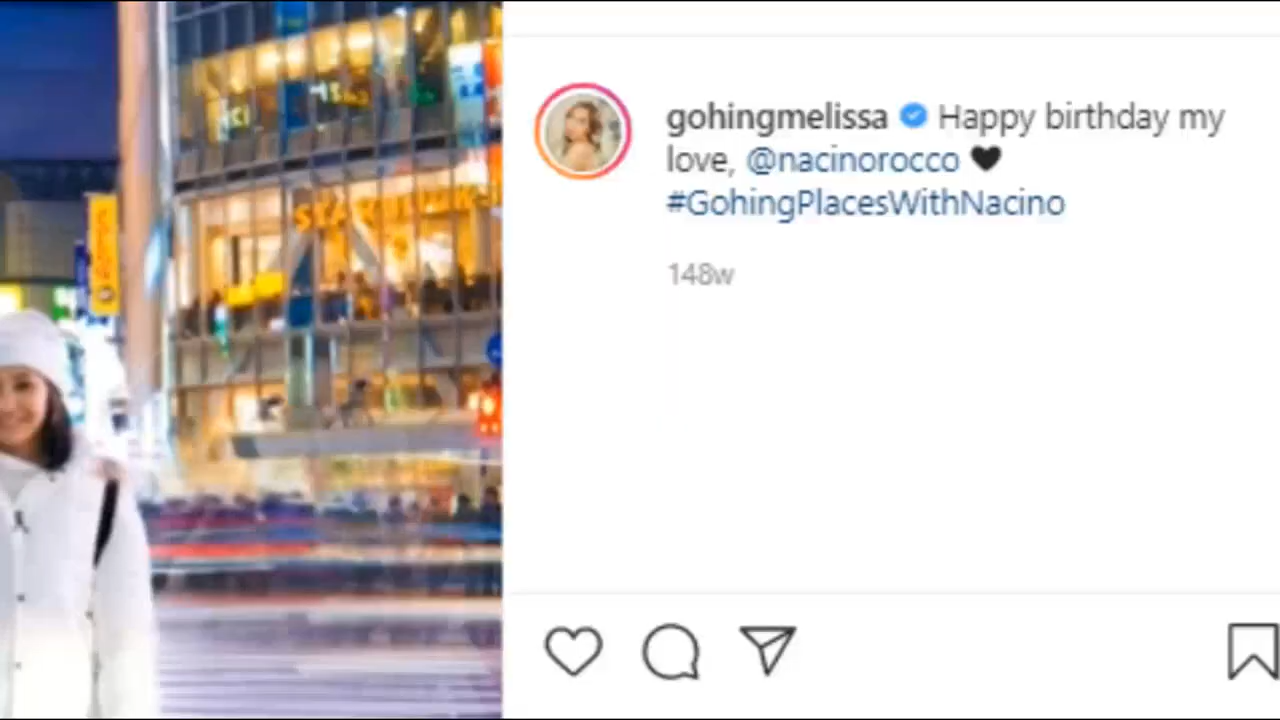 gohingmelissa Happy birthday my
love, @nacinorocco 🖤
#GohingPlacesWithNacino
148w